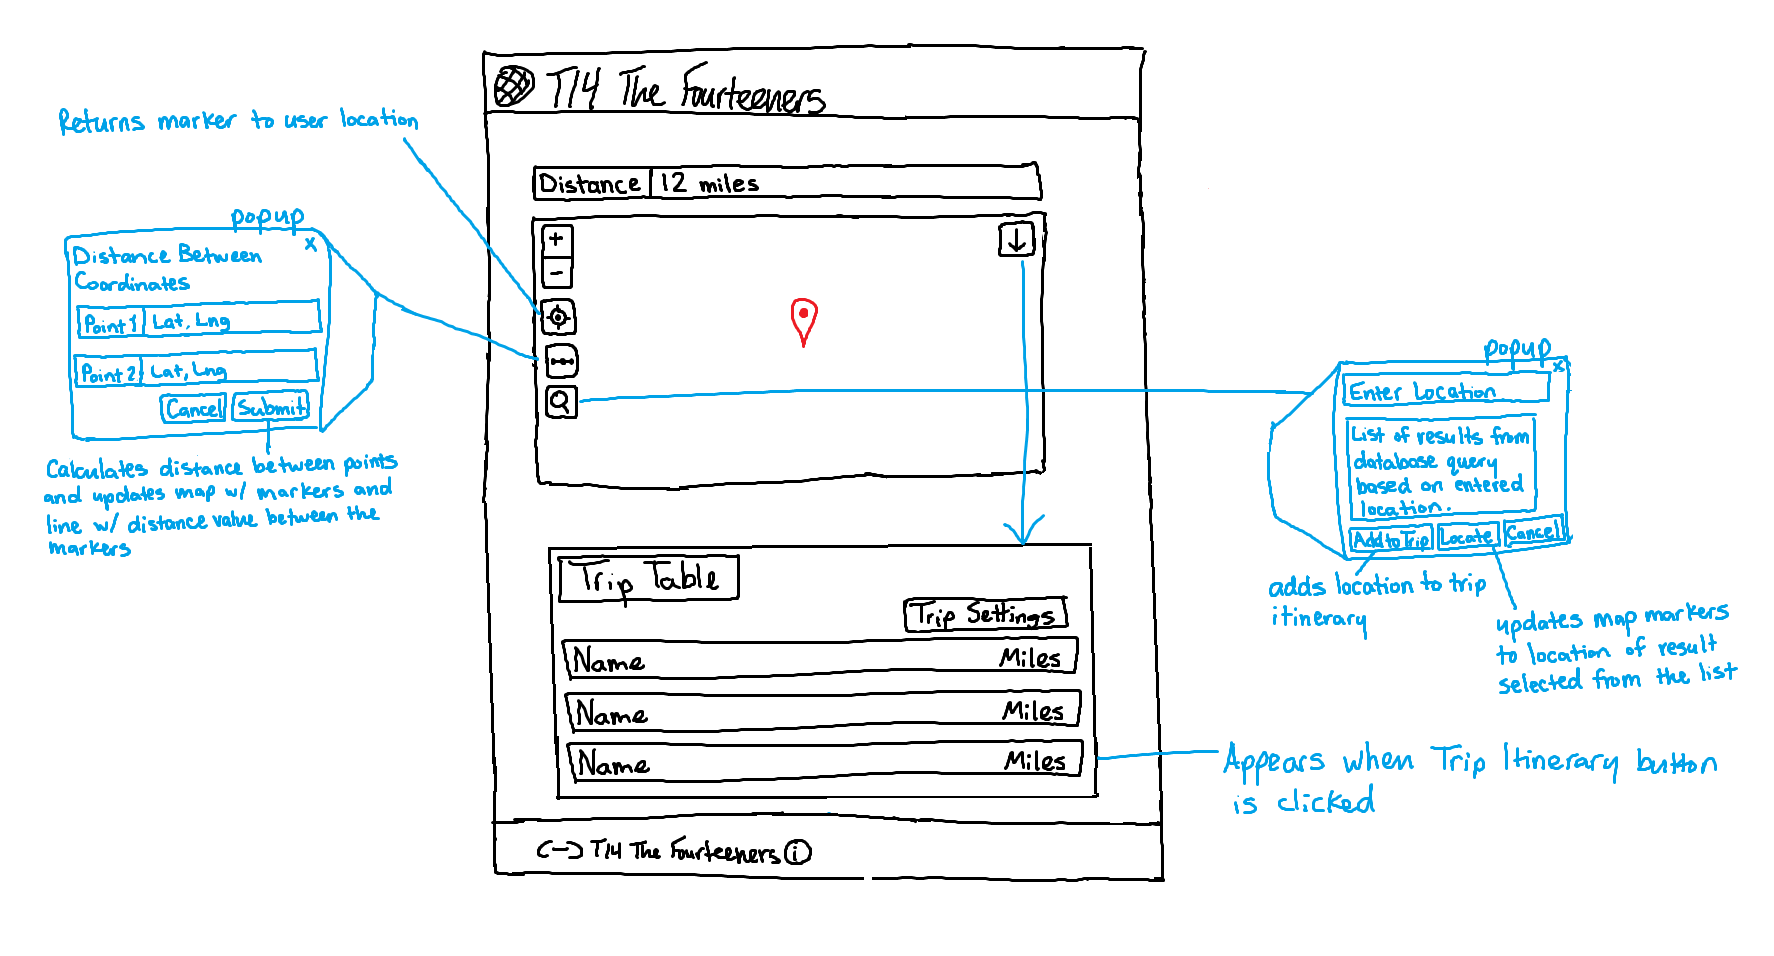 T14 The Fourteeners
Returns marker to user location
Distance 12 miles
popup
x
Distance Between
Coordinates
Point 1 Lat, Lng
Point 2 Lat, Lng
Cancel Submit
Calculates distance between points
and updates map w/ markers and
line w/ distance value between the
markers
+
-
popup
x
Enter Location
List of results from
database query
based on entered
location.
Add to Trip Locate Cancel
adds location to trip
itinerary
updates map markers
to location of result
selected from the list
Trip Table
Trip Settings
Name Miles
Name Miles
Name Miles
Appears when Trip Itinerary button
is clicked
T14 The Fourteeners i